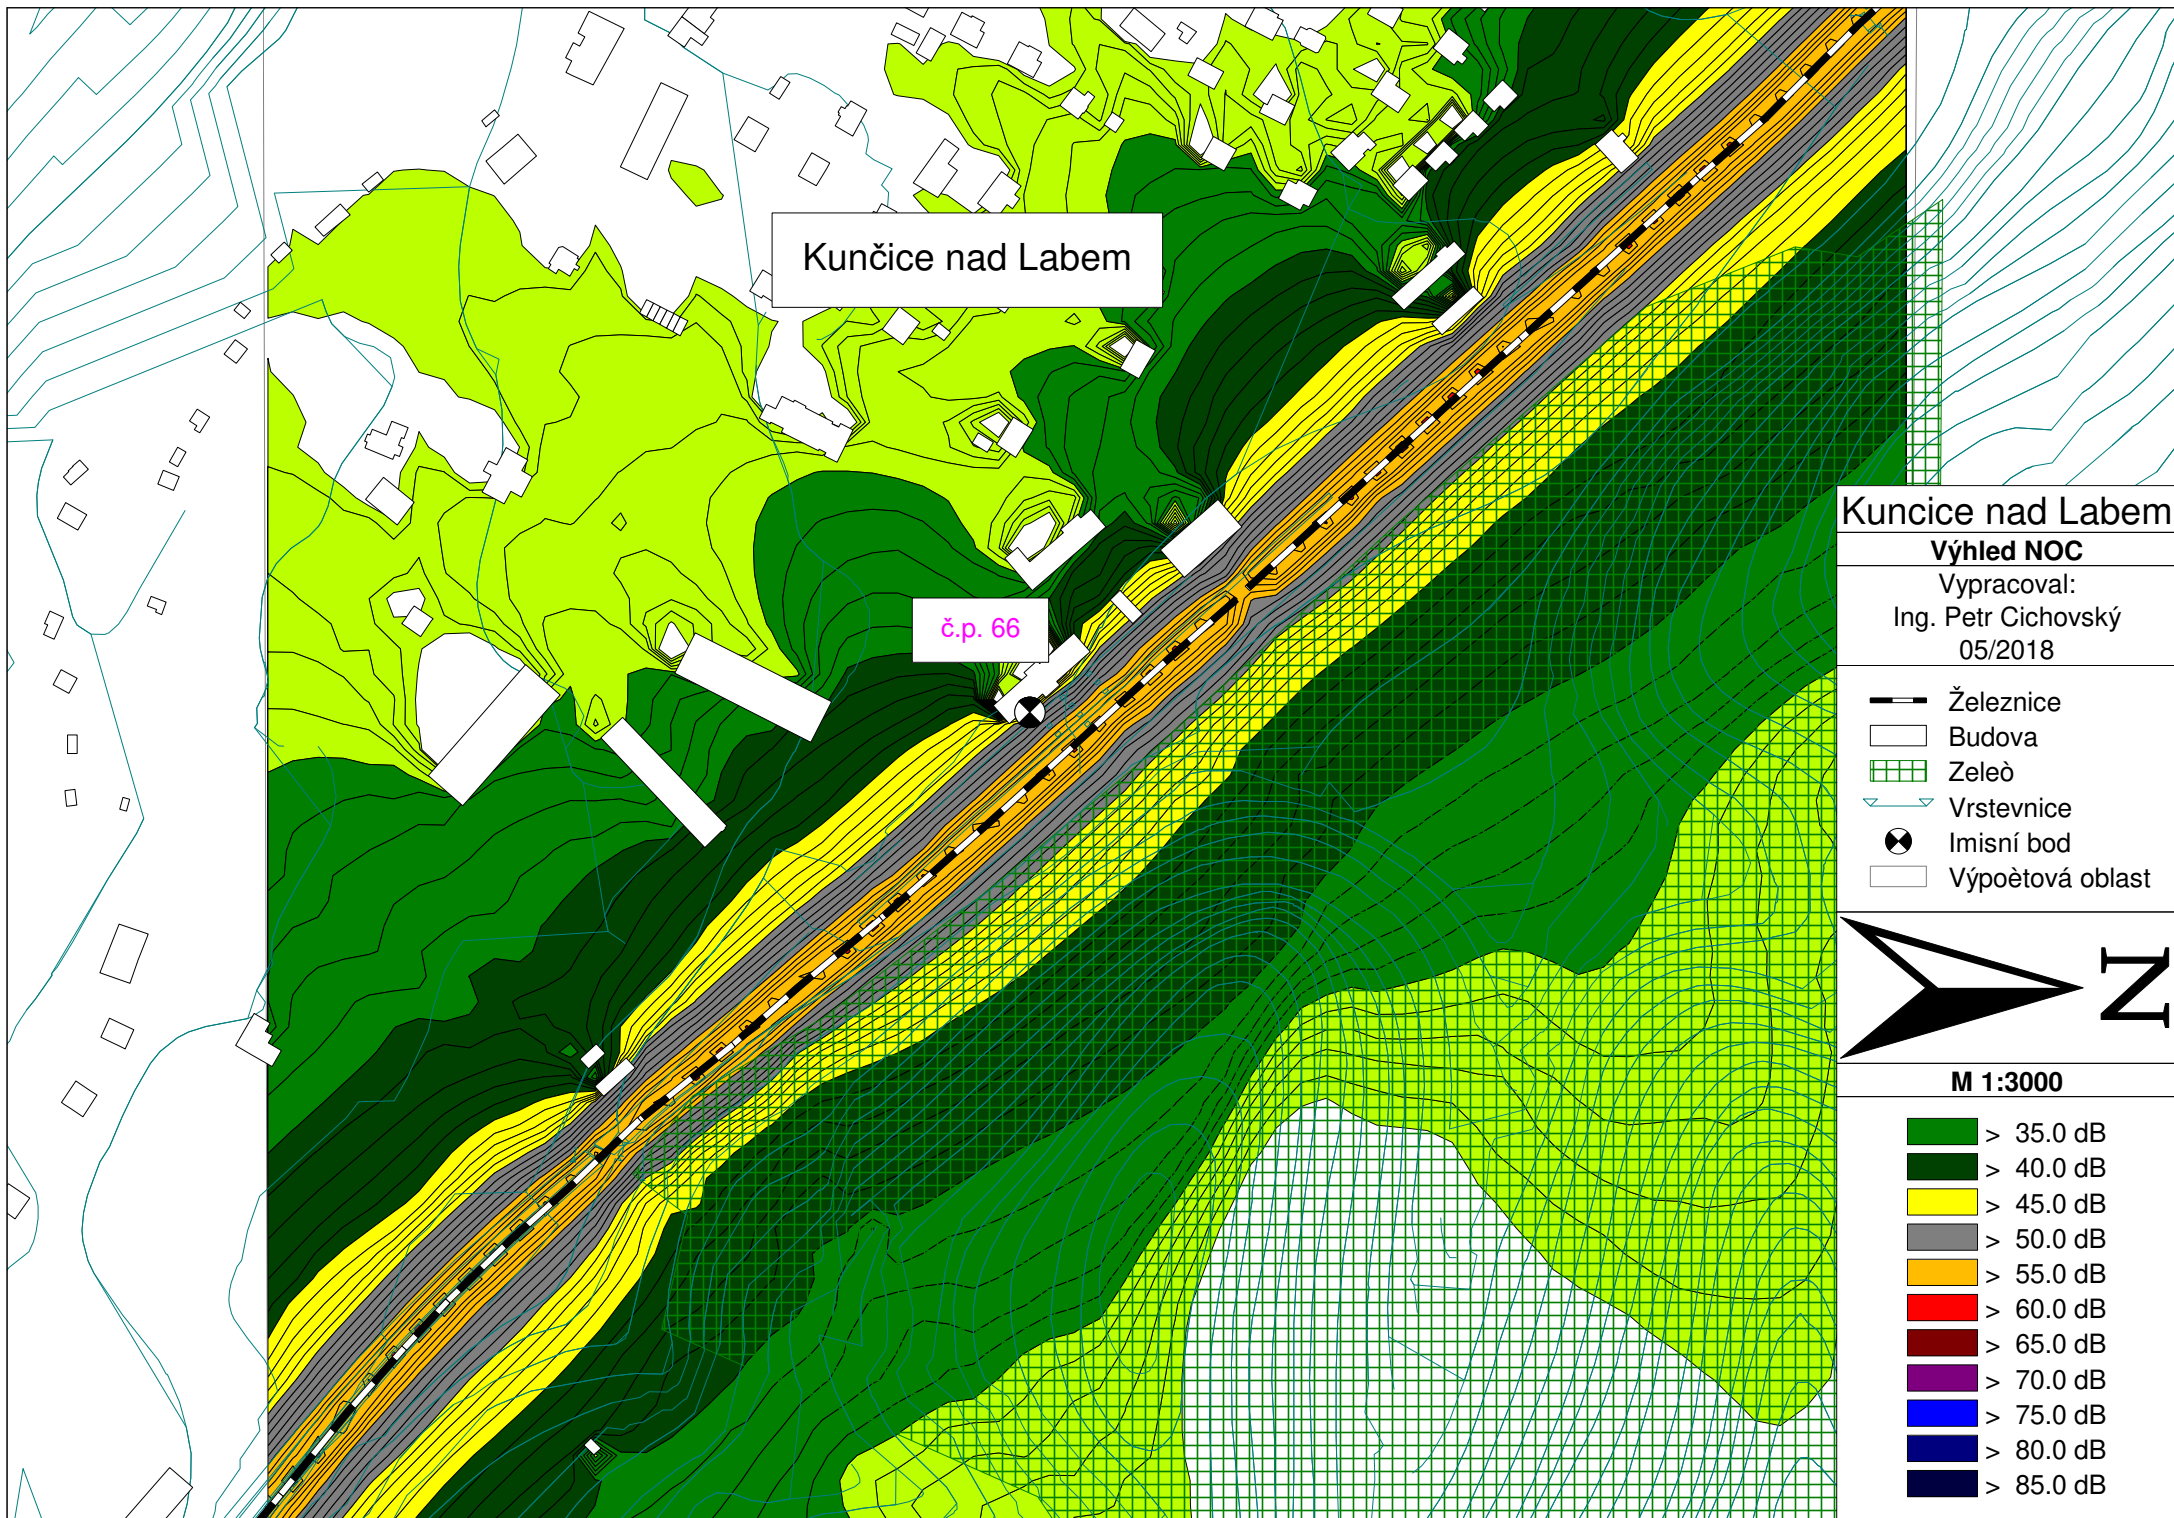 Kunčice nad Labem
č.p. 66
Kuncice nad Labem
Výhled NOC
Vypracoval:
Ing. Petr Cichovský
05/2018
Železnice
Budova
Zeleò
Vrstevnice
Imisní bod
Výpoètová oblast
N
M 1:3000
> 35.0 dB
> 40.0 dB
> 45.0 dB
> 50.0 dB
> 55.0 dB
> 60.0 dB
> 65.0 dB
> 70.0 dB
> 75.0 dB
> 80.0 dB
> 85.0 dB